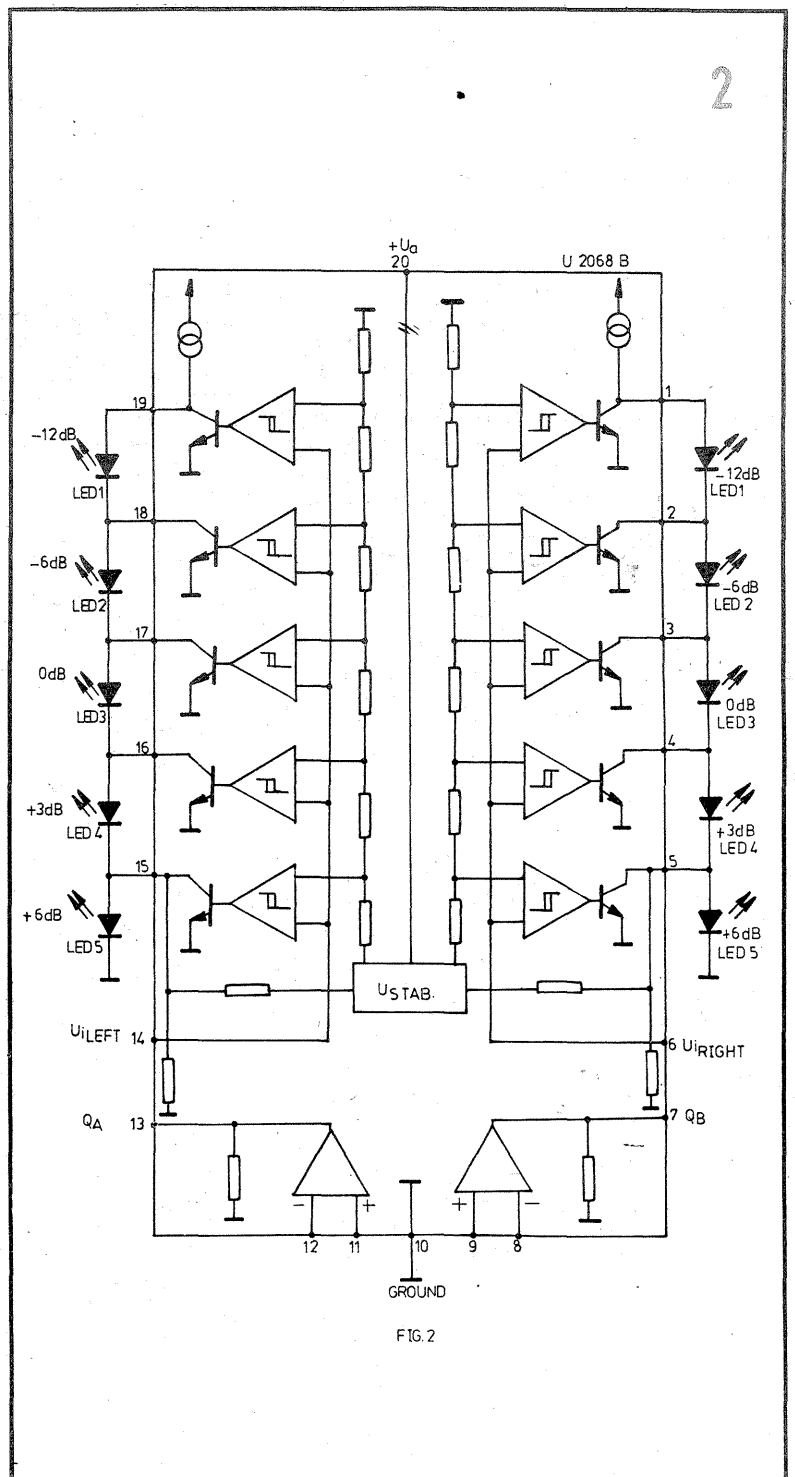 2
+Ua
20
U 2068 B
19
1
-12dB
LED1
-12dB
LED1
18
2
-6dB
LED2
-6dB
LED 2
17
3
0dB
LED3
0dB
LED3
16
4
+3dB
LED4
+3dB
LED4
15
5
+6dB
LED5
+6dB
LED 5
USTAB.
UiLEFT 14
6 UiRIGHT
QA 13
7 QB
- +
+ -
12 11 10 9 8
GROUND
FIG.2